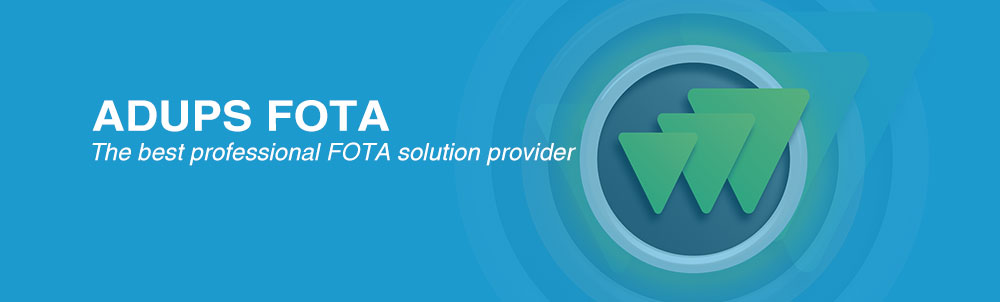 ADUPS FOTA
The best professional FOTA solution provider